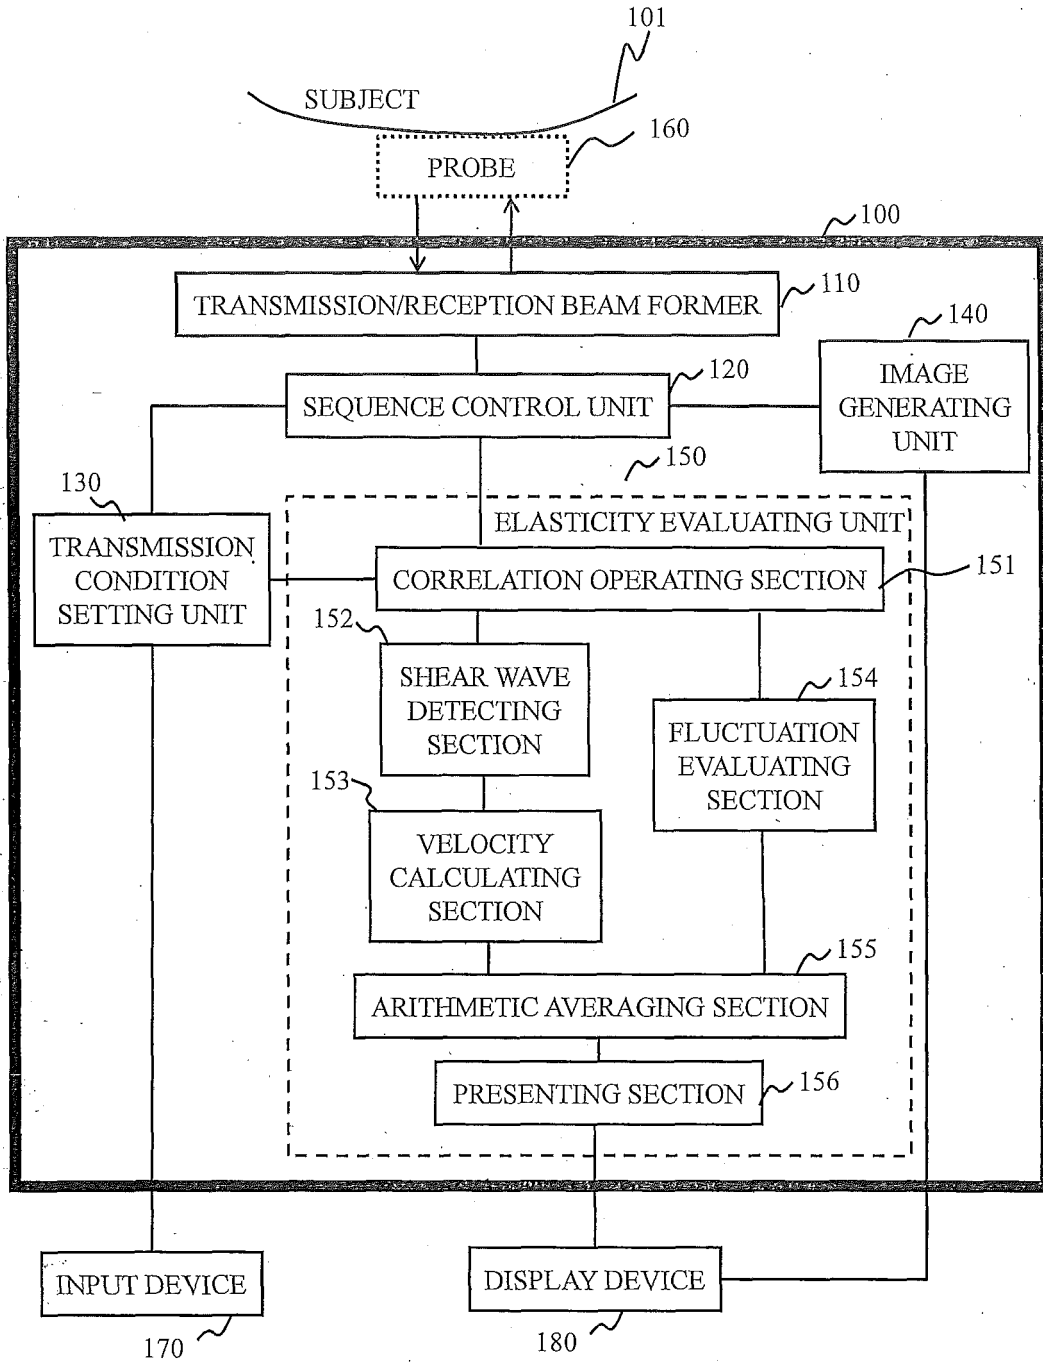 101
SUBJECT
160
PROBE
100
TRANSMISSION/RECEPTION BEAM FORMER
110
140
120
SEQUENCE CONTROL UNIT
IMAGE
GENERATING
UNIT
150
130
TRANSMISSION
CONDITION
SETTING UNIT
ELASTICITY EVALUATING UNIT
CORRELATION OPERATING SECTION
151
152
SHEAR WAVE
DETECTING
SECTION
154
FLUCTUATION
EVALUATING
SECTION
153
VELOCITY
CALCULATING
SECTION
155
ARITHMETIC AVERAGING SECTION
PRESENTING SECTION
156
INPUT DEVICE
170
DISPLAY DEVICE
180